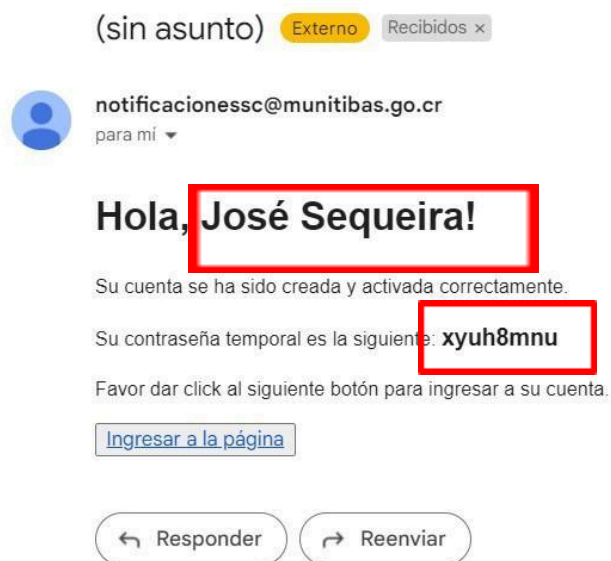 (sin asunto) Externo Recibidos ×
notificacionessc@munitibas.go.cr
para mí
Hola, José Sequeira!
Su cuenta se ha sido creada y activada correctamente.
Su contraseña temporal es la siguiente: xyuh8mnu
Favor dar click al siguiente botón para ingresar a su cuenta.
Ingresar a la página
Responder Reenviar